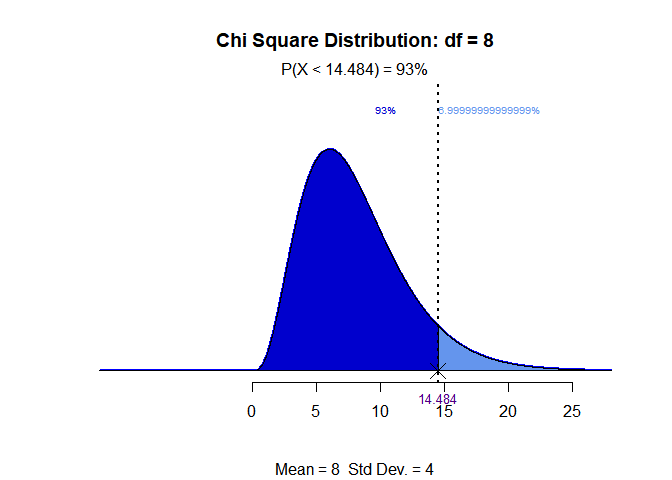 Chi Square Distribution: df = 8
P(X < 14.484) = 93%
93% 6.99999999999999%
14.484
0 5 10 15 20 25
Mean = 8 Std Dev. = 4